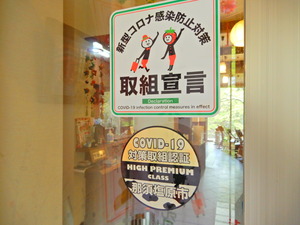 新型コロナ感染防止対策
取組宣言
Declaration
COVID-19 infection control measures in effect
COVID-19
対策取組認証
HIGH PREMIUM
CLASS
那須塩原市